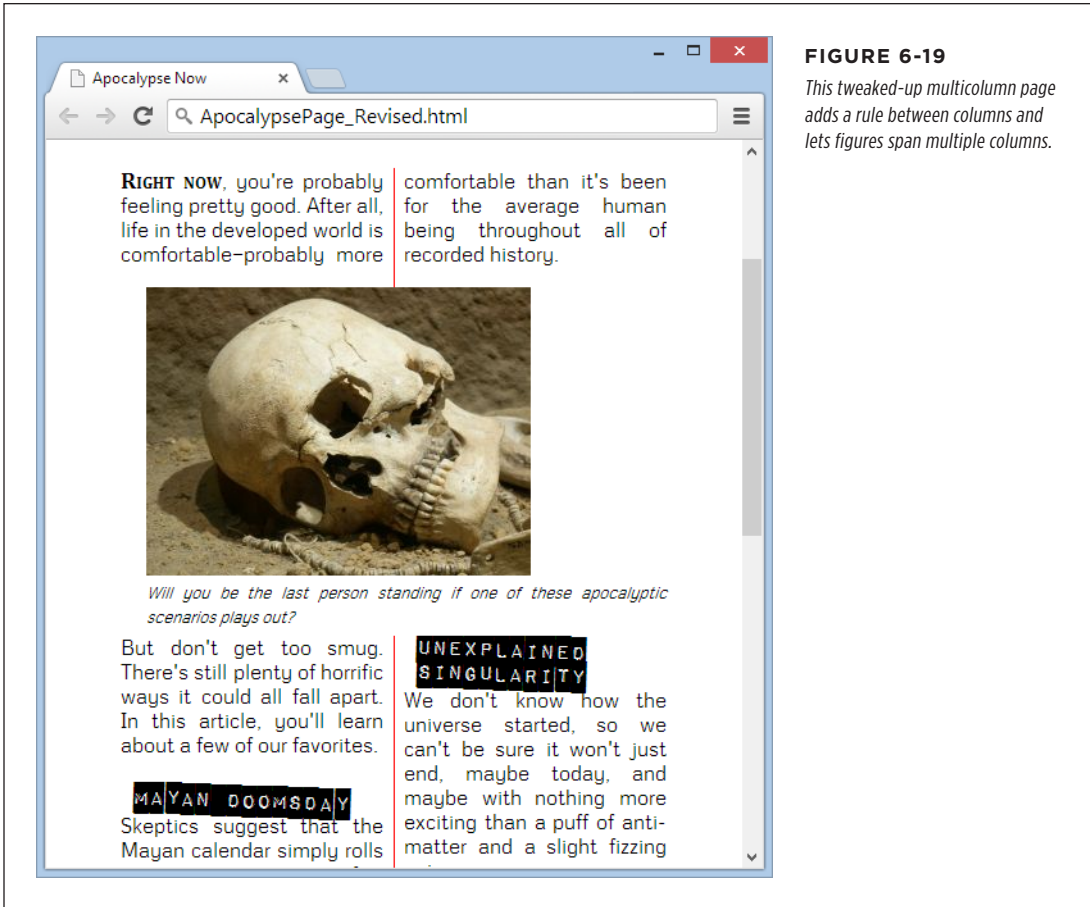 Apocalypse Now
ApocalypsePage_Revised.html
RIGHT NOW, you're probably
feeling pretty good. After all,
life in the developed world is
comfortable–probably more
comfortable than it's been
for the average human
being throughout all of
recorded history.
Will you be the last person standing if one of these apocalyptic
scenarios plays out?
But don't get too smug.
There's still plenty of horrific
ways it could all fall apart.
In this article, you'll learn
about a few of our favorites.
MAYAN DOOMSDAY
Skeptics suggest that the
Mayan calendar simply rolls
UNEXPLAINED
SINGULARITY
We don't know how the
universe started, so we
can't be sure it won't just
end, maybe today, and
maybe with nothing more
exciting than a puff of anti-
matter and a slight fizzing
FIGURE 6-19
This tweaked-up multicolumn page
adds a rule between columns and
lets figures span multiple columns.